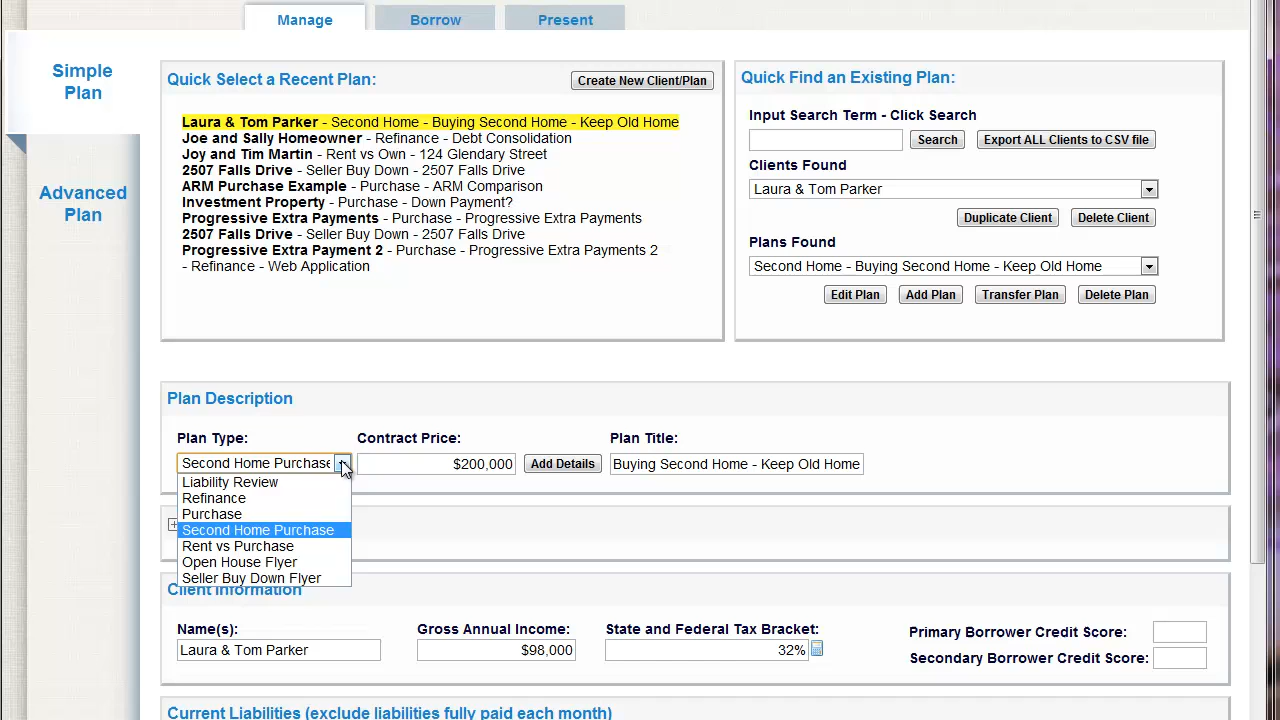 Manage
Borrow
Present
Simple
Plan
Advanced
Plan
Quick Select a Recent Plan:
Create New Client/Plan
Laura & Tom Parker - Second Home - Buying Second Home - Keep Old Home
Joe and Sally Homeowner - Refinance - Debt Consolidation
Joy and Tim Martin - Rent vs Own - 124 Glendary Street
2507 Falls Drive - Seller Buy Down - 2507 Falls Drive
ARM Purchase Example - Purchase - ARM Comparison
Investment Property - Purchase - Down Payment?
Progressive Extra Payments - Purchase - Progressive Extra Payments
2507 Falls Drive - Seller Buy Down - 2507 Falls Drive
Progressive Extra Payment 2 - Purchase - Progressive Extra Payments 2
- Refinance - Web Application
Quick Find an Existing Plan:
Input Search Term - Click Search
Search
Export ALL Clients to CSV file
Clients Found
Laura & Tom Parker
Duplicate Client
Delete Client
Plans Found
Second Home - Buying Second Home - Keep Old Home
Edit Plan
Add Plan
Transfer Plan
Delete Plan
Plan Description
Plan Type:
Contract Price:
Plan Title:
Second Home Purchase
$200,000
Add Details
Buying Second Home - Keep Old Home
Liability Review
Refinance
Purchase
Second Home Purchase
Rent vs Purchase
Open House Flyer
Seller Buy Down Flyer
Client Information
Name(s):
Gross Annual Income:
State and Federal Tax Bracket:
Primary Borrower Credit Score:
Laura & Tom Parker
$98,000
32%
Secondary Borrower Credit Score:
Current Liabilities (exclude liabilities fully paid each month)